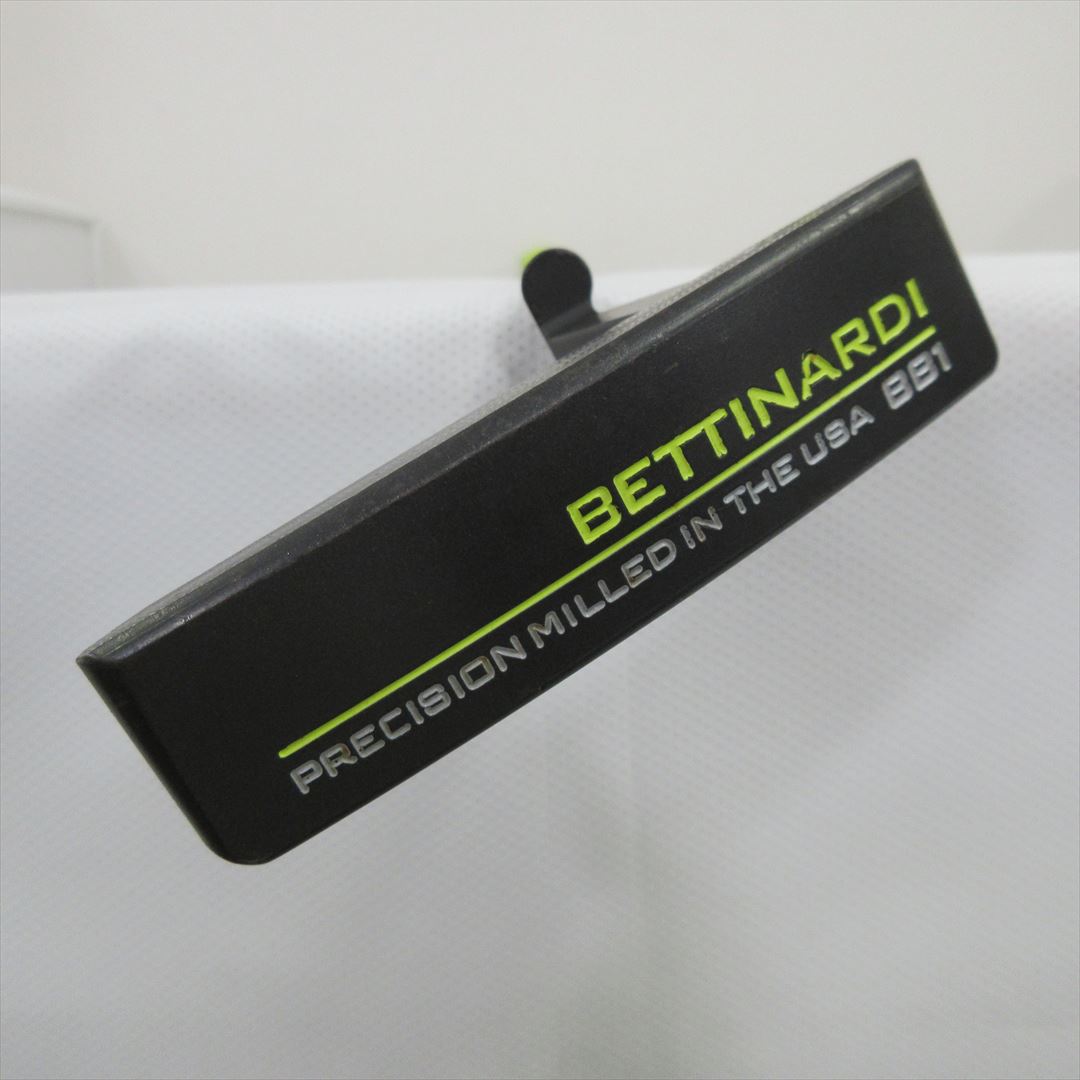 BETTINARDI
PRECISION MILLED IN THE USA BB1